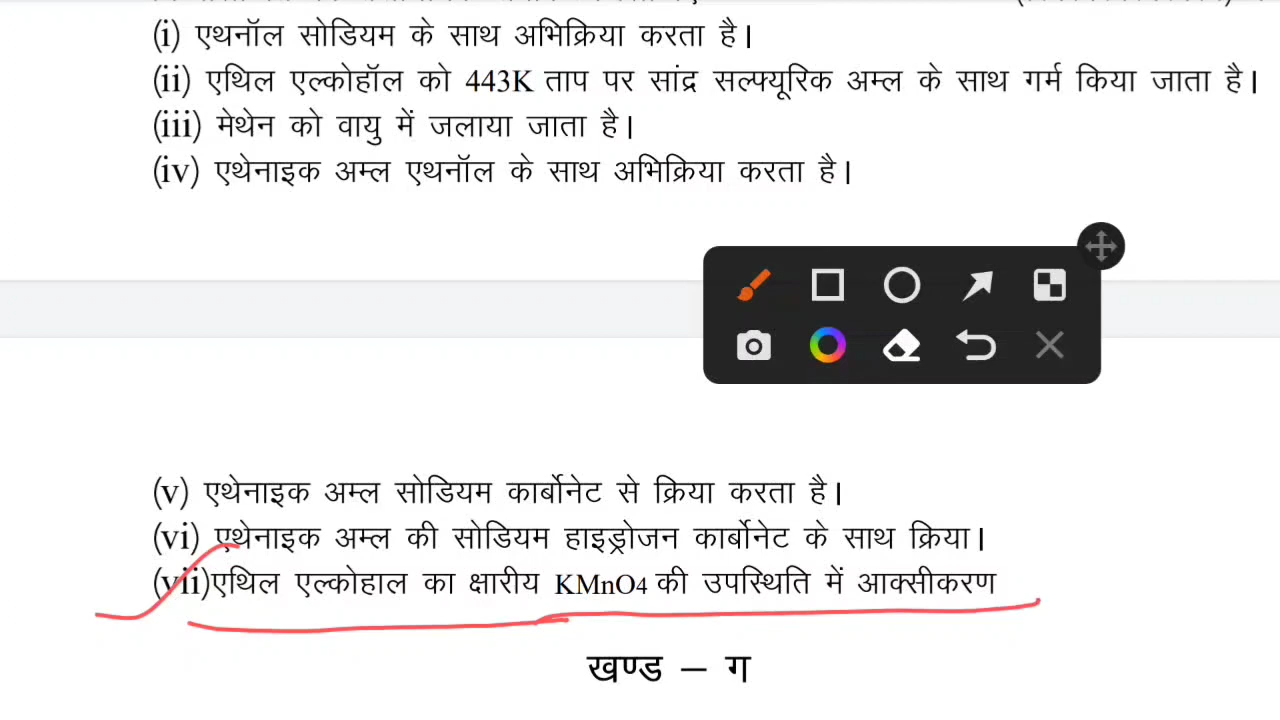 (i) एथनॉल सोडियम के साथ अभिक्रिया करता है।
(ii) एथिल एल्कोहॉल को 443K ताप पर सांद्र सल्फ्यूरिक अम्ल के साथ गर्म किया जाता है।
(iii) मेथेन को वायु में जलाया जाता है।
(iv) एथेनाइक अम्ल एथनॉल के साथ अभिक्रिया करता है।
(v) एथेनाइक अम्ल सोडियम कार्बोनेट से क्रिया करता है।
(vi) एथेनाइक अम्ल की सोडियम हाइड्रोजन कार्बोनेट के साथ क्रिया।
(vii)एथिल एल्कोहाल का क्षारीय KMnO4 की उपस्थिति में आक्सीकरण
खण्ड – ग